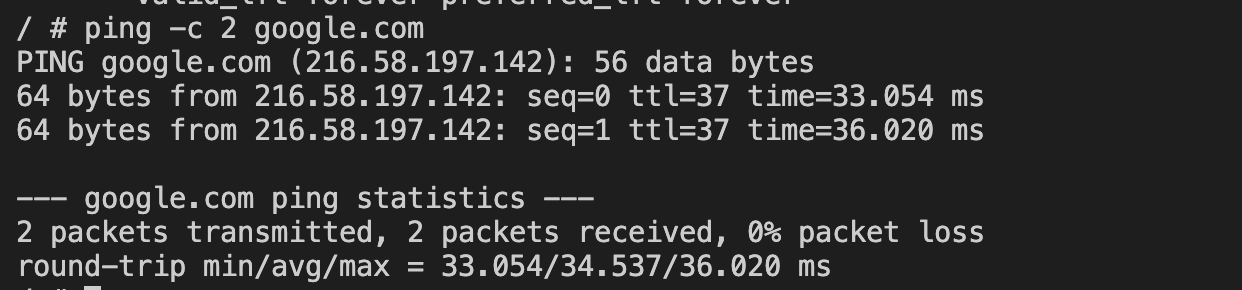 valid_lft forever preferred_lft forever
/ # ping -c 2 google.com
PING google.com (216.58.197.142): 56 data bytes
64 bytes from 216.58.197.142: seq=0 ttl=37 time=33.054 ms
64 bytes from 216.58.197.142: seq=1 ttl=37 time=36.020 ms
--- google.com ping statistics ---
2 packets transmitted, 2 packets received, 0% packet loss
round-trip min/avg/max = 33.054/34.537/36.020 ms
/ #